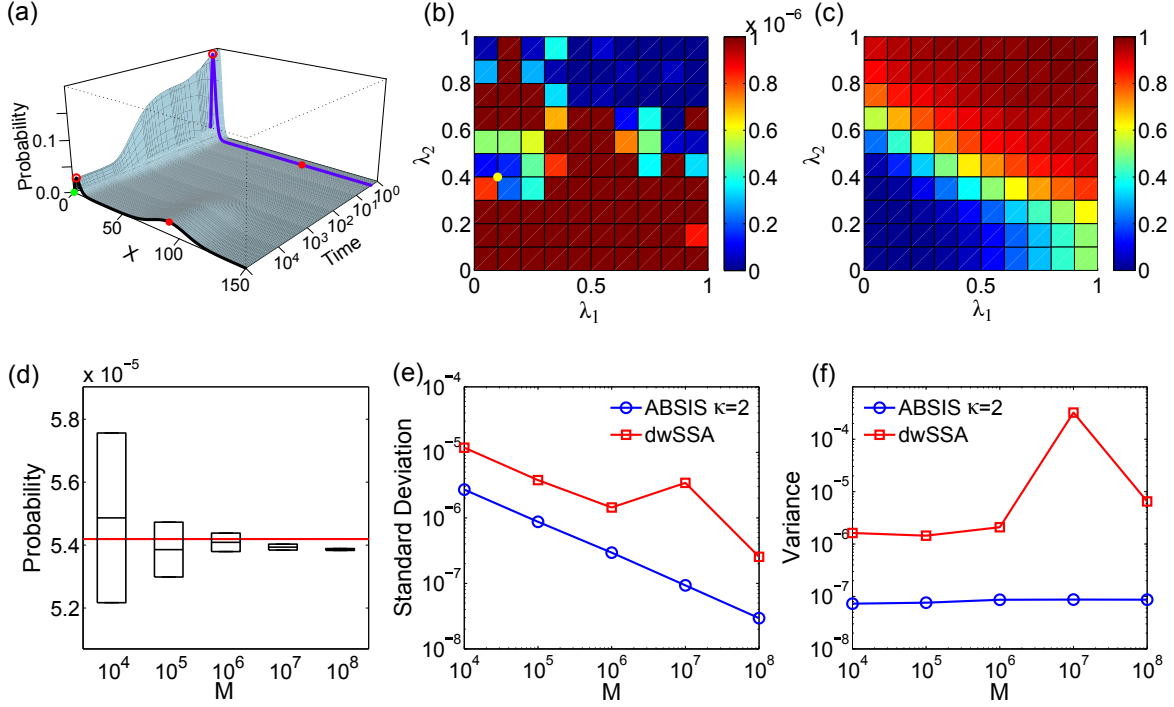 (a)
Probability
0.1
0.0
0
50
100
150
X
10⁴
10³
10²
10¹
10⁰
Time
(b)
x 10⁻⁶
1
0.8
0.6
0.4
0.2
0
λ₂
0
0.5
1
λ₁
1
0.8
0.6
0.4
0.2
0
(c)
1
0.8
0.6
0.4
0.2
0
λ₂
0
0.5
1
λ₁
1
0.8
0.6
0.4
0.2
0
(d)
x 10⁻⁵
5.8
5.6
5.4
5.2
Probability
10⁴ 10⁵ 10⁶ 10⁷ 10⁸
M
(e)
10⁻⁴
10⁻⁵
10⁻⁶
10⁻⁷
10⁻⁸
Standard Deviation
ABSIS κ=2
dwSSA
10⁴ 10⁵ 10⁶ 10⁷ 10⁸
M
(f)
10⁻⁴
10⁻⁵
10⁻⁶
10⁻⁷
10⁻⁸
Variance
ABSIS κ=2
dwSSA
10⁴ 10⁵ 10⁶ 10⁷ 10⁸
M